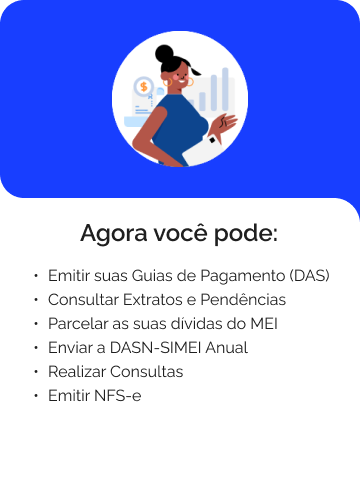 Agora você pode:
• Emitir suas Guias de Pagamento (DAS)
• Consultar Extratos e Pendências
• Parcelar as suas dívidas do MEI
• Enviar a DASN-SIMEI Anual
• Realizar Consultas
• Emitir NFS-e